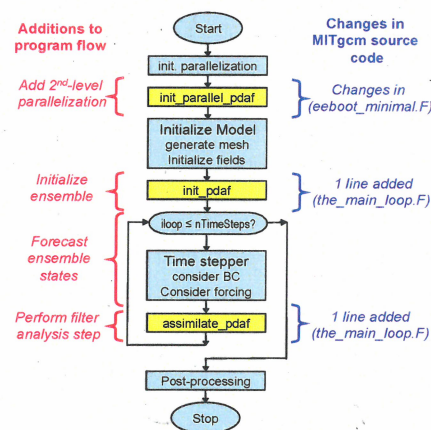 Additions to
program flow
Changes in
MITgcm source
code
Start
init. parallelization
Add 2nd-level
parallelization
init_parallel_pdaf
Changes in
(eeboot_minimal.F)
Initialize Model
generate mesh
Initialize fields
Initialize
ensemble
init_pdaf
1 line added
(the_main_loop.F)
Forecast
ensemble
states
iloop ≤ nTimeSteps?
Time stepper
consider BC
Consider forcing
Perform filter
analysis step
assimilate_pdaf
1 line added
(the_main_loop.F)
Post-processing
Stop